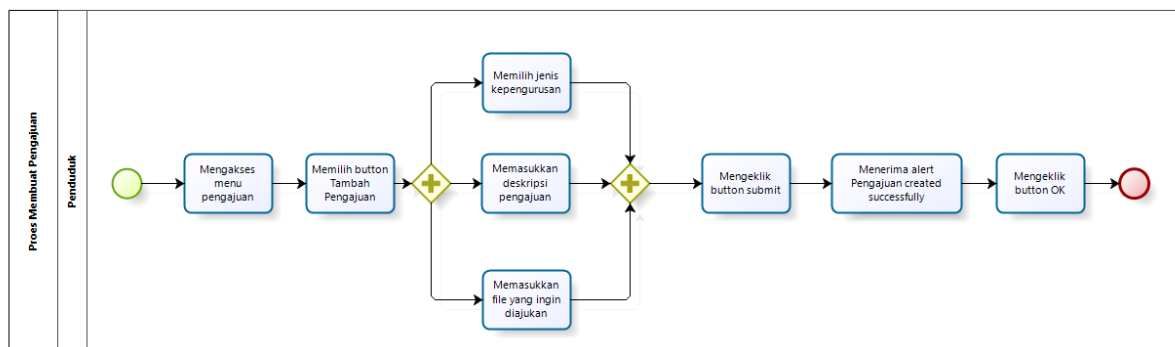 Proes Membuat Pengajuan
Penduduk
Mengakses
menu
pengajuan
Memilih button
Tambah
Pengajuan
Memilih jenis
kepengurusan
Memasukkan
deskripsi
pengajuan
Memasukkan
file yang ingin
diajukan
Mengeklik
button submit
Menerima alert
Pengajuan created
successfully
Mengeklik
button OK